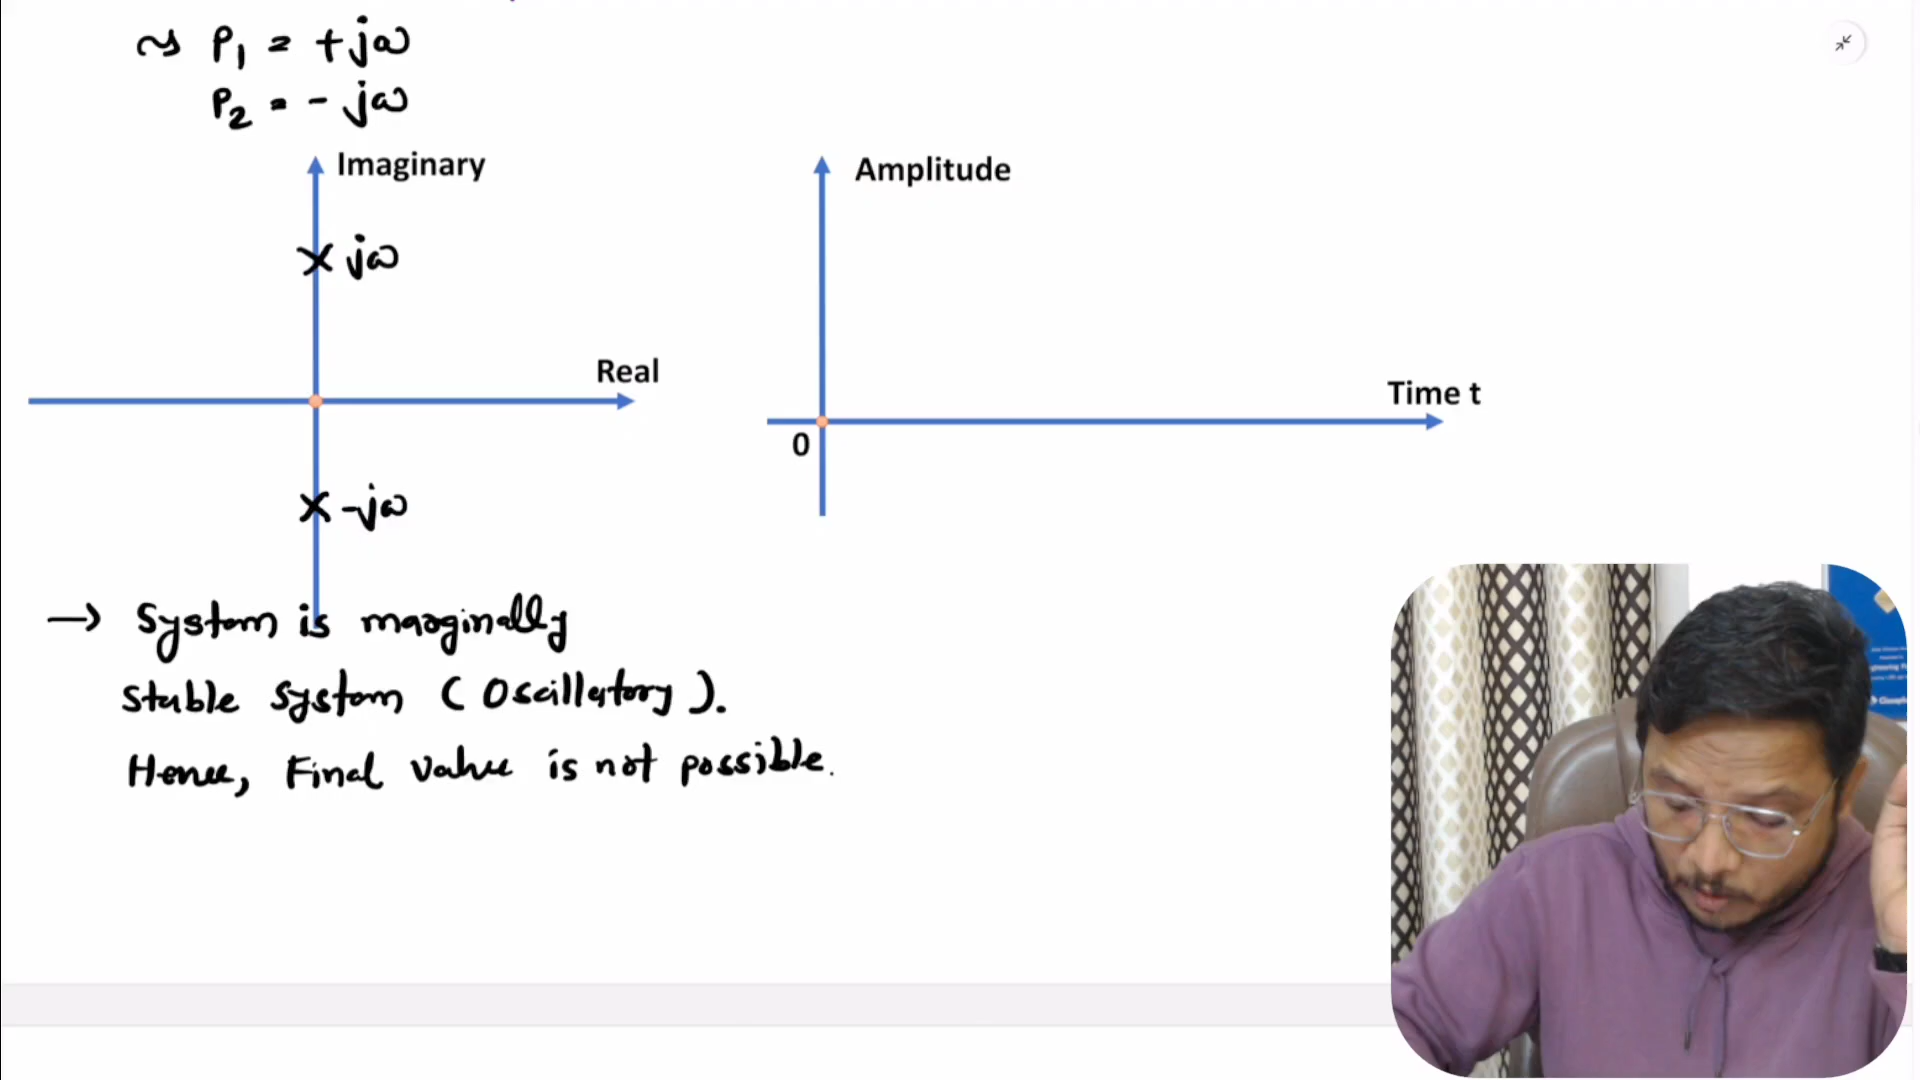 ~> P1 = +jω
P2 = -jω
Imaginary
Amplitude
jω
Real
Time t
0
-jω
→ System is marginally
stable system (Oscillatory).
Hence, Final value is not possible.